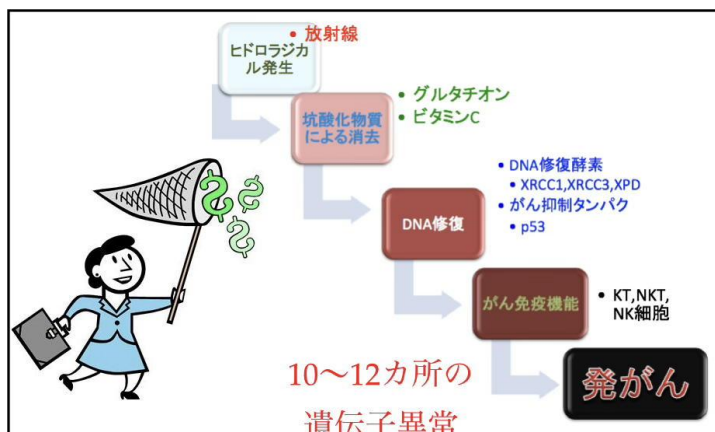 ヒドロラジカ
ル発生
• 放射線
坑酸化物質
による消去
• グルタチオン
• ビタミンC
DNA修復
• DNA修復酵素
• XRCC1,XRCC3,XPD
• がん抑制タンパク
• p53
がん免疫機能
• KT,NKT,
NK細胞
発がん
10〜12カ所の
遺伝子異常